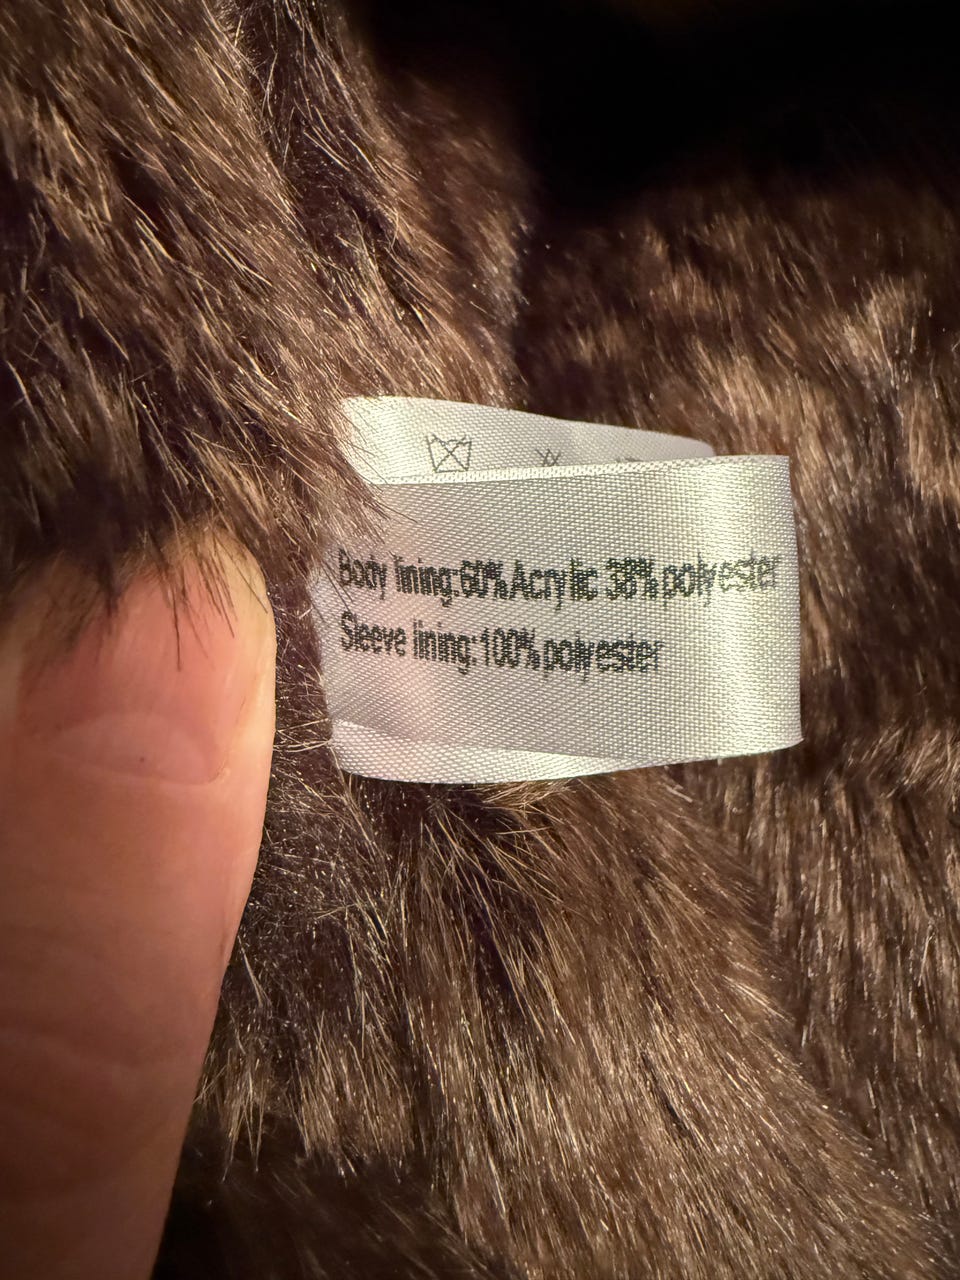 Body lining:60%Acrylic 38%polyester
Sleeve lining:100%polyester